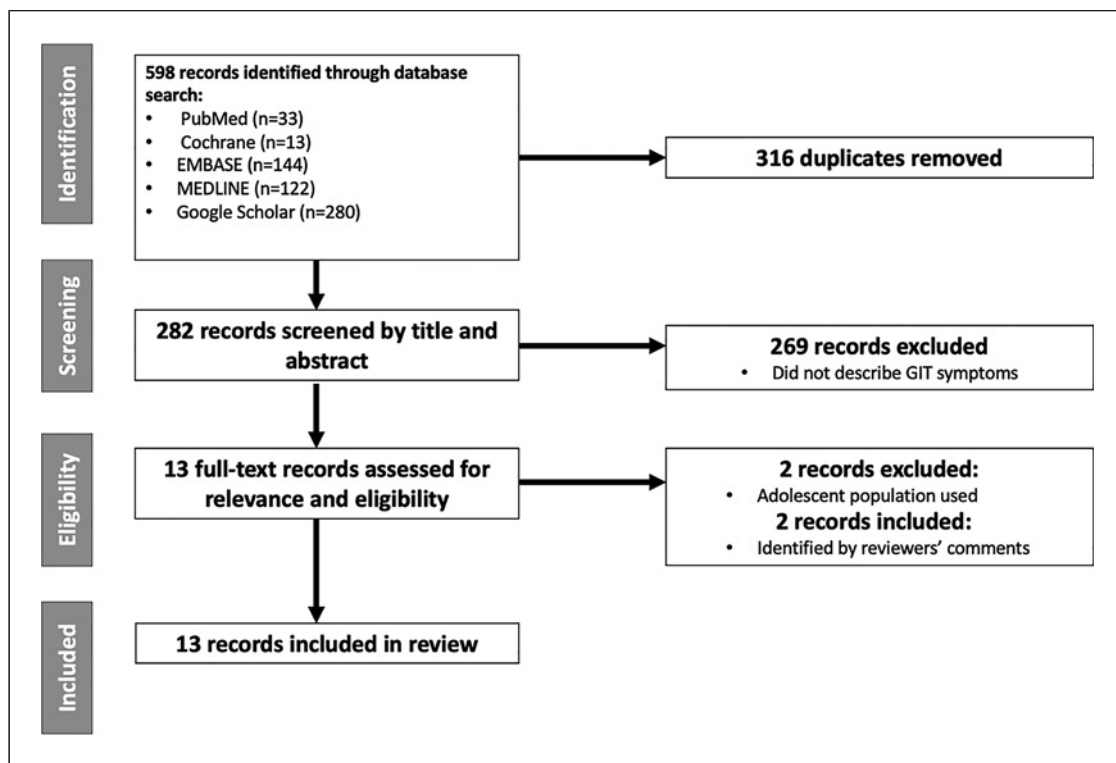 Identification
598 records identified through database
search:
• PubMed (n=33)
• Cochrane (n=13)
• EMBASE (n=144)
• MEDLINE (n=122)
• Google Scholar (n=280)
316 duplicates removed
Screening
282 records screened by title and
abstract
269 records excluded
• Did not describe GIT symptoms
Eligibility
13 full-text records assessed for
relevance and eligibility
2 records excluded:
• Adolescent population used
2 records included:
• Identified by reviewers’ comments
Included
13 records included in review